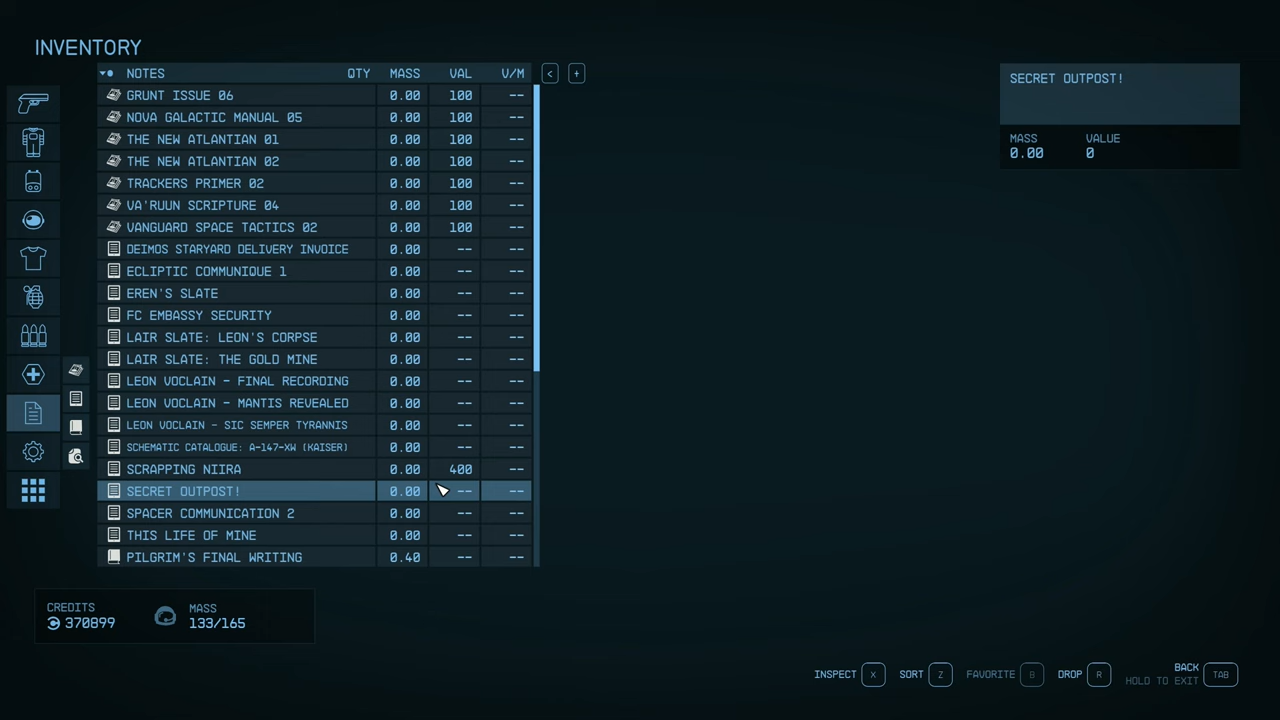 INVENTORY
NOTES QTY MASS VAL V/M < +
GRUNT ISSUE 06 0.00 100 --
NOVA GALACTIC MANUAL 05 0.00 100 --
THE NEW ATLANTIAN 01 0.00 100 --
THE NEW ATLANTIAN 02 0.00 100 --
TRACKERS PRIMER 02 0.00 100 --
VA'RUUN SCRIPTURE 04 0.00 100 --
VANGUARD SPACE TACTICS 02 0.00 100 --
DEIMOS STARYARD DELIVERY INVOICE 0.00 -- --
ECLIPTIC COMMUNIQUE 1 0.00 -- --
EREN'S SLATE 0.00 -- --
FC EMBASSY SECURITY 0.00 -- --
LAIR SLATE: LEON'S CORPSE 0.00 -- --
LAIR SLATE: THE GOLD MINE 0.00 -- --
LEON VOCLAIN - FINAL RECORDING 0.00 -- --
LEON VOCLAIN - MANTIS REVEALED 0.00 -- --
LEON VOCLAIN - SIC SEMPER TYRANNIS 0.00 -- --
SCHEMATIC CATALOGUE: A-147-XW (KAISER) 0.00 -- --
SCRAPPING NIIRA 0.00 400 --
SECRET OUTPOST! 0.00 -- --
SPACER COMMUNICATION 2 0.00 -- --
THIS LIFE OF MINE 0.00 -- --
PILGRIM'S FINAL WRITING 0.40 -- --
SECRET OUTPOST!
MASS VALUE
0.00 0
CREDITS MASS
370899 133/165
INSPECT X SORT Z FAVORITE B DROP R BACK TAB
HOLD TO EXIT